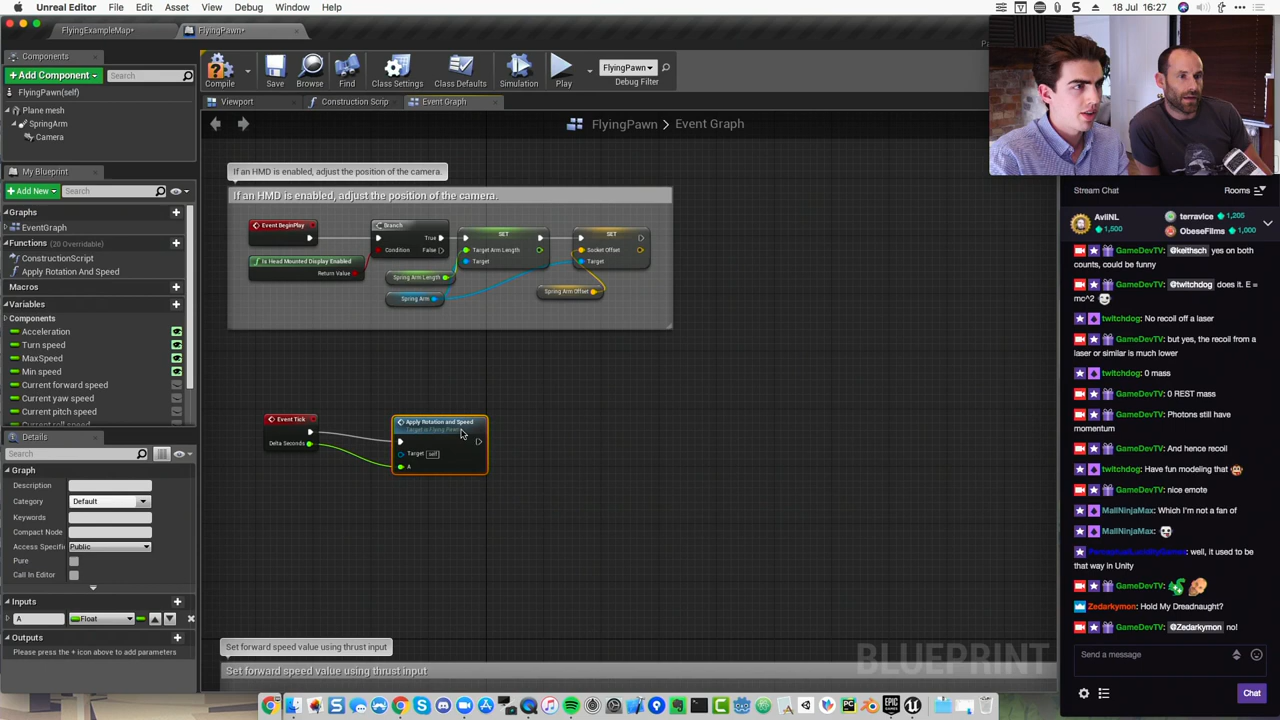 Unreal Editor File Edit Asset View Debug Window Help
18 Jul 16:27
FlyingExampleMap*
FlyingPawn*
Components
+ Add Component
Search
FlyingPawn(self)
Plane mesh
SpringArm
Camera
My Blueprint
+ Add New
Search
Graphs
EventGraph
Functions (20 Overridable)
ConstructionScript
Apply Rotation And Speed
Macros
Variables
Components
Acceleration
Turn speed
MaxSpeed
Min speed
Current forward speed
Current yaw speed
Current pitch speed
Current roll speed
Details
Search
Graph
Description
Category
Default
Keywords
Compact Node
Access Specifi
Public
Pure
Call In Editor
Inputs
A
Float
Outputs
Please press the + icon above to add parameters
Compile
Save
Browse
Find
Class Settings
Class Defaults
Simulation
Play
FlyingPawn
Debug Filter
Viewport
Construction Scrip
Event Graph
FlyingPawn > Event Graph
If an HMD is enabled, adjust the position of the camera.
If an HMD is enabled, adjust the position of the camera.
Event BeginPlay
Branch
Condition
True
False
Is Head Mounted Display Enabled
Return Value
SET
Target Arm Length
Target
SET
Socket Offset
Target
Spring Arm Length
Spring Arm
Spring Arm Offset
Event Tick
Delta Seconds
Apply Rotation and Speed
Target is Flying Pawn
Target
self
A
Set forward speed value using thrust input
Set forward speed value using thrust input
BLUEPRINT
Stream Chat
Rooms
AvliNL
1,500
terravice 1,205
ObeseFilms 1,000
GameDevTV: @keithsch yes on both
counts, could be funny
GameDevTV: @twitchdog does it. E =
mc^2
twitchdog: No recoil off a laser
GameDevTV: but yes, the recoil from a
laser or similar is much lower
twitchdog: 0 mass
GameDevTV: 0 REST mass
GameDevTV: Photons still have
momentum
GameDevTV: And hence recoil
twitchdog: Have fun modeling that
GameDevTV: nice emote
MallNinjaMax: Which I'm not a fan of
MallNinjaMax:
well, it used to be
that way in Unity
GameDevTV:
Zedarkymon: Hold My Dreadnought?
GameDevTV: @Zedarkymon no!
Send a message
Chat